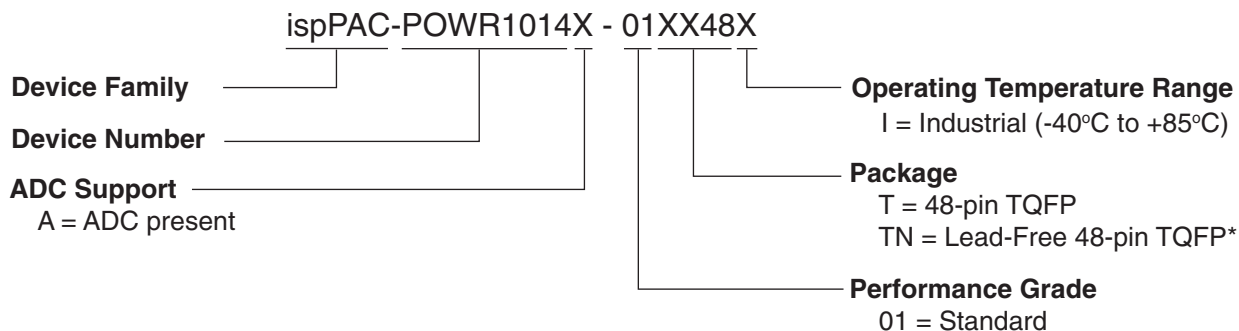 ispPAC-POWR1014X - 01XX48X
Device Family
Device Number
ADC Support
A = ADC present
Operating Temperature Range
I = Industrial (-40°C to +85°C)
Package
T = 48-pin TQFP
TN = Lead-Free 48-pin TQFP*
Performance Grade
01 = Standard